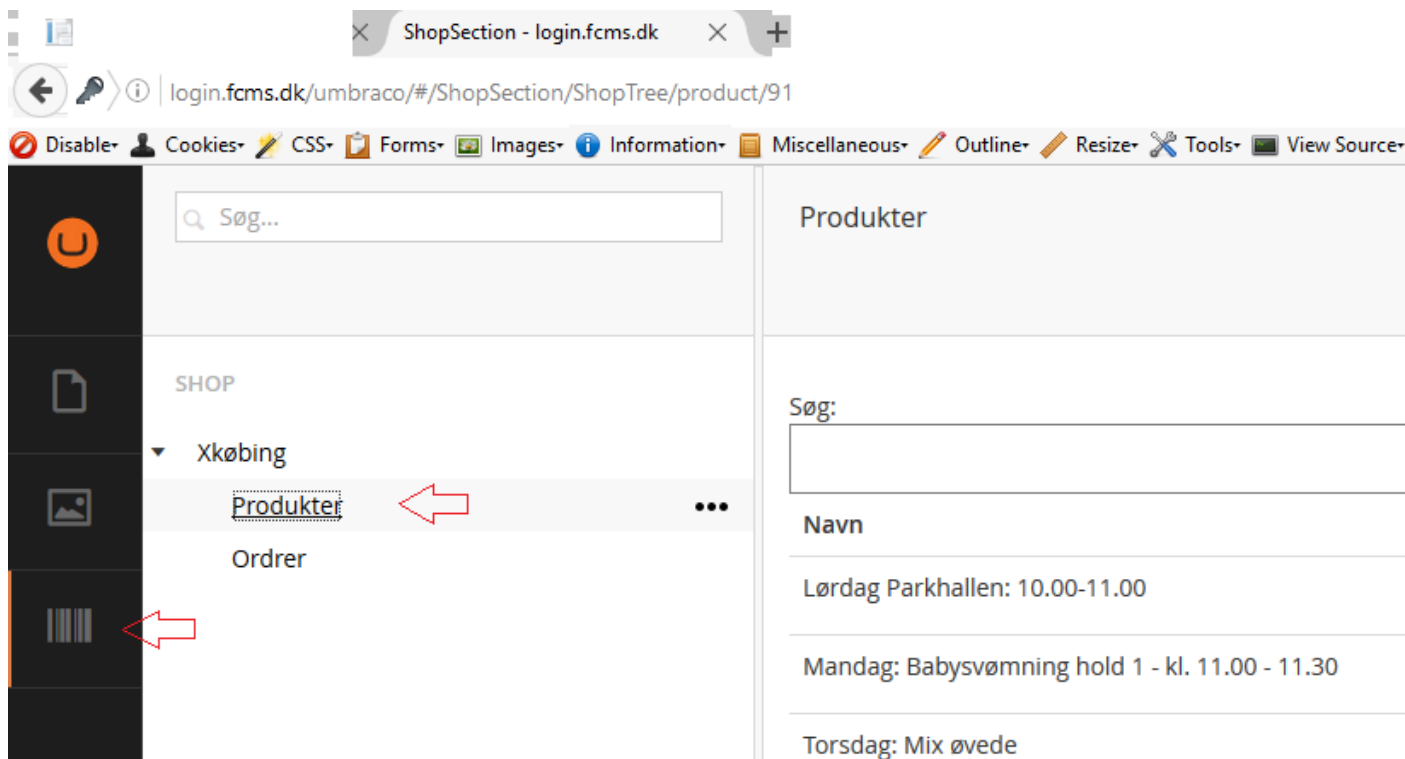 ShopSection - login.fcms.dk
login.fcms.dk/umbraco/#/ShopSection/ShopTree/product/91
Disable Cookies CSS Forms Images Information Miscellaneous Outline Resize Tools View Source
Søg...
Produkter
SHOP
Xkøbing
Produkter
Ordrer
Søg:
Navn
Lørdag Parkhallen: 10.00-11.00
Mandag: Babysvømning hold 1 - kl. 11.00 - 11.30
Torsdag: Mix øvede